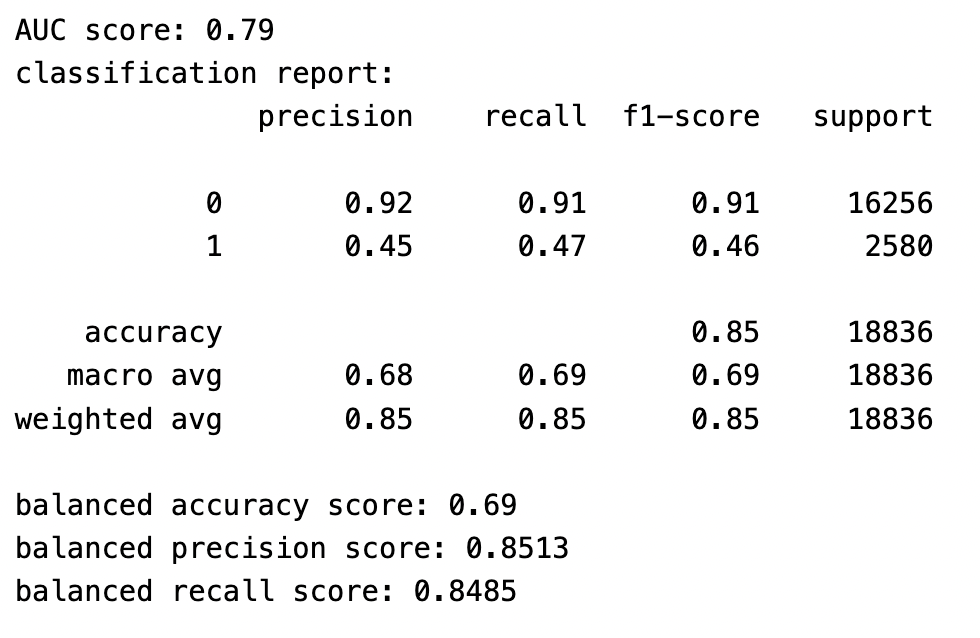 AUC score: 0.79
classification report:
precision recall f1-score support
0 0.92 0.91 0.91 16256
1 0.45 0.47 0.46 2580
accuracy 0.85 18836
macro avg 0.68 0.69 0.69 18836
weighted avg 0.85 0.85 0.85 18836
balanced accuracy score: 0.69
balanced precision score: 0.8513
balanced recall score: 0.8485